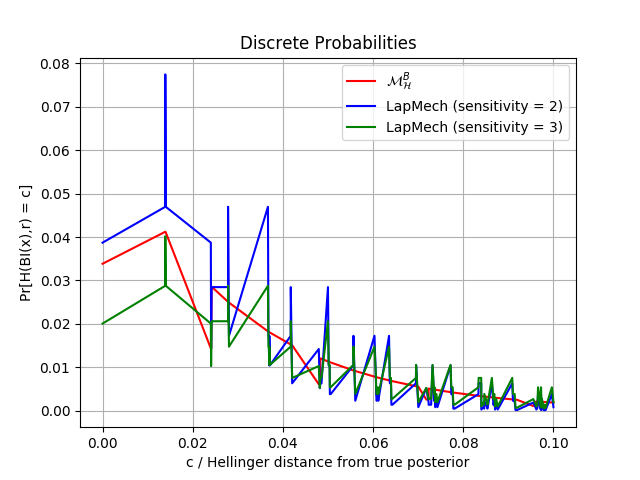 Discrete Probabilities
Pr[H(BI(x),r) = c]
0.08
0.07
0.06
0.05
0.04
0.03
0.02
0.01
0.00
ℳ_ℋ^B
LapMech (sensitivity = 2)
LapMech (sensitivity = 3)
0.00 0.02 0.04 0.06 0.08 0.10
c / Hellinger distance from true posterior